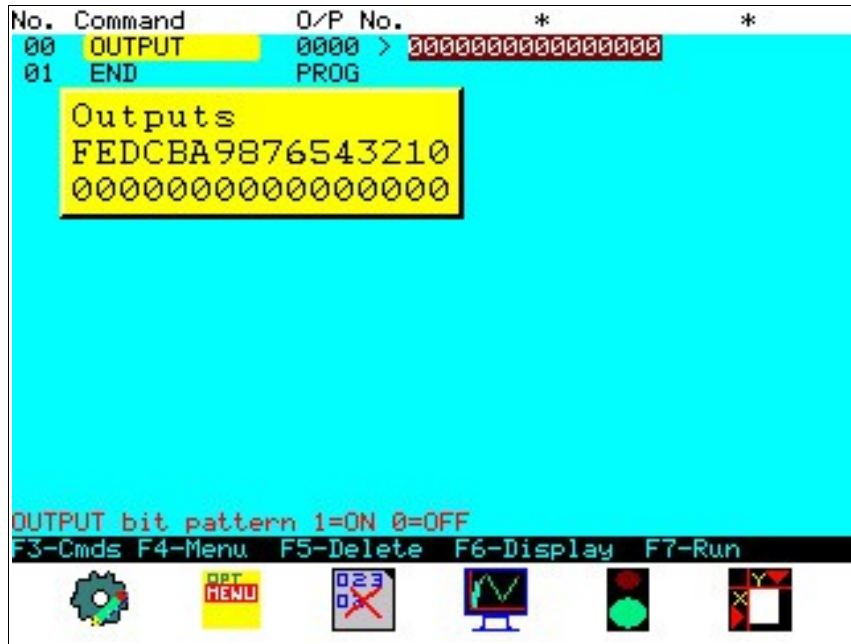 No. Command O/P No. * *
00 OUTPUT 0000 > 0000000000000000
01 END PROG
Outputs
FEDCBA9876543210
0000000000000000
OUTPUT bit pattern 1=ON 0=OFF
F3-Cmds F4-Menu F5-Delete F6-Display F7-Run
OPT
MENU
023
03
X Y